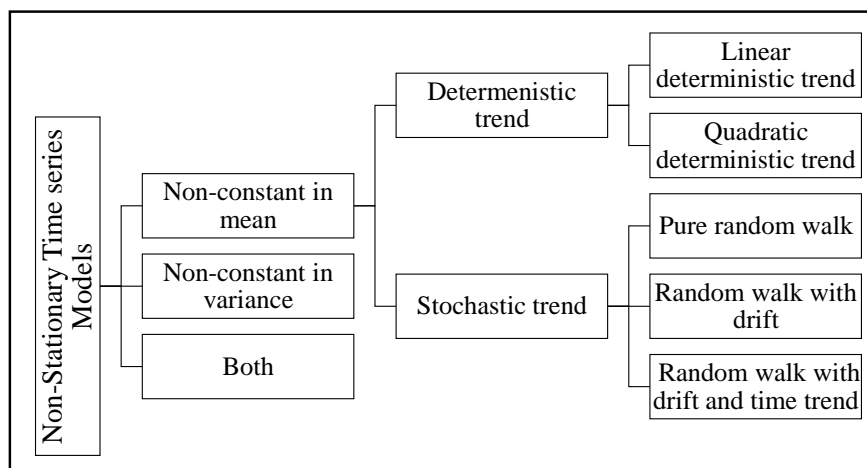 Non-Stationary Time series
Models
Non-constant in
mean
Non-constant in
variance
Both
Determenistic
trend
Stochastic trend
Linear
deterministic trend
Quadratic
deterministic trend
Pure random walk
Random walk with
drift
Random walk with
drift and time trend